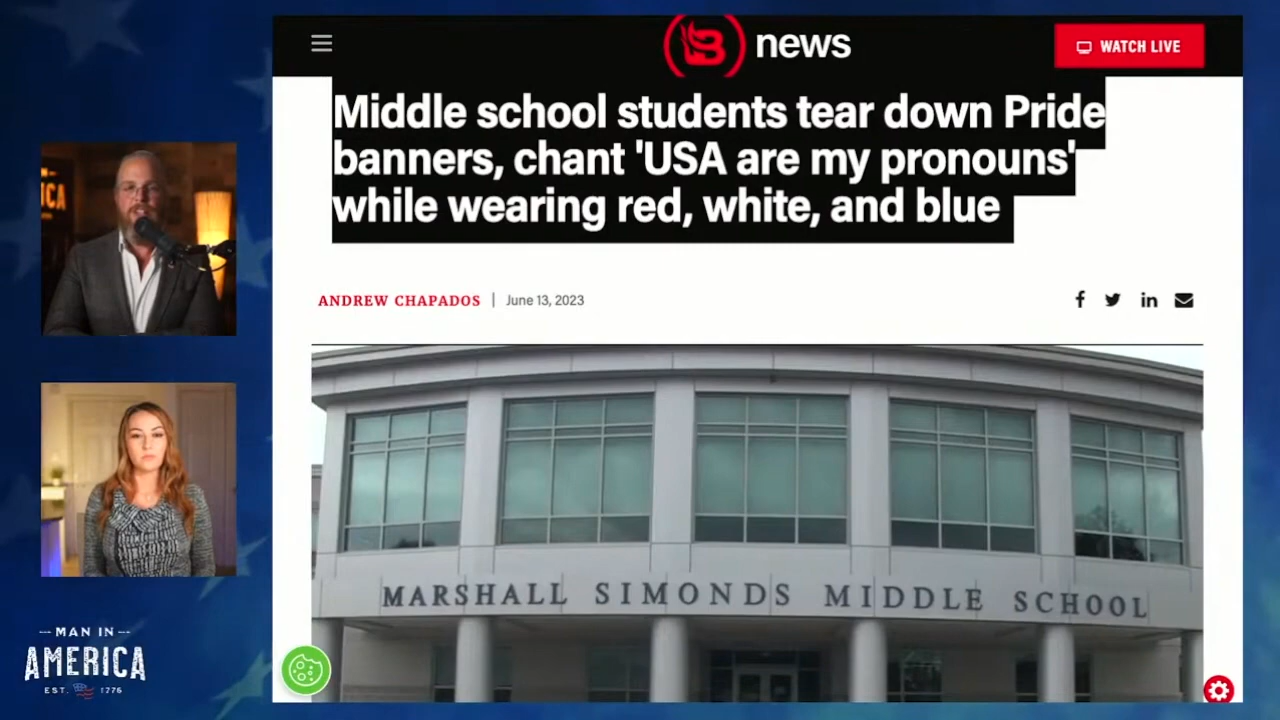 news
WATCH LIVE
Middle school students tear down Pride
banners, chant 'USA are my pronouns'
while wearing red, white, and blue
ANDREW CHAPADOS | June 13, 2023
MARSHALL SIMONDS MIDDLE SCHOOL
ICA
MAN IN
AMERICA
EST. 1776